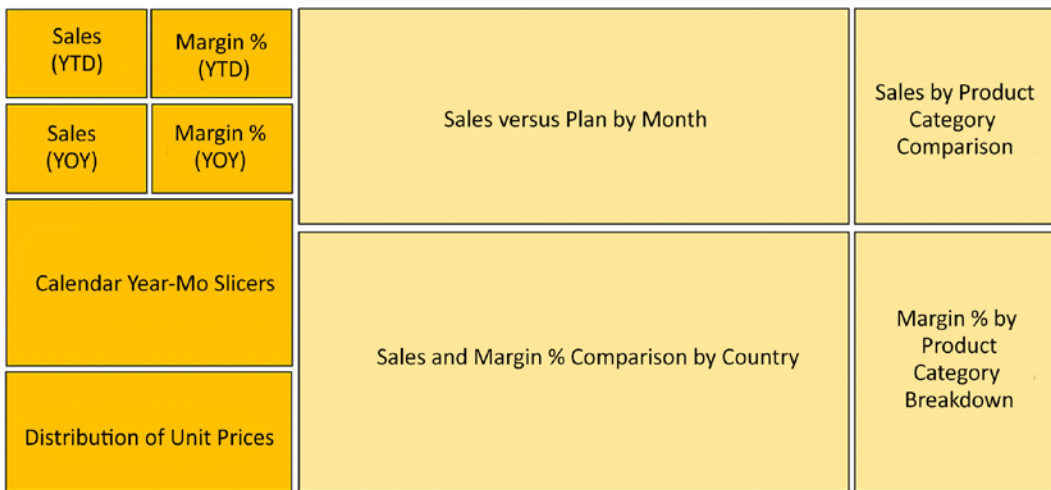 Sales
(YTD)
Margin %
(YTD)
Sales
(YOY)
Margin %
(YOY)
Calendar Year-Mo Slicers
Distribution of Unit Prices
Sales versus Plan by Month
Sales and Margin % Comparison by Country
Sales by Product
Category
Comparison
Margin % by
Product
Category
Breakdown